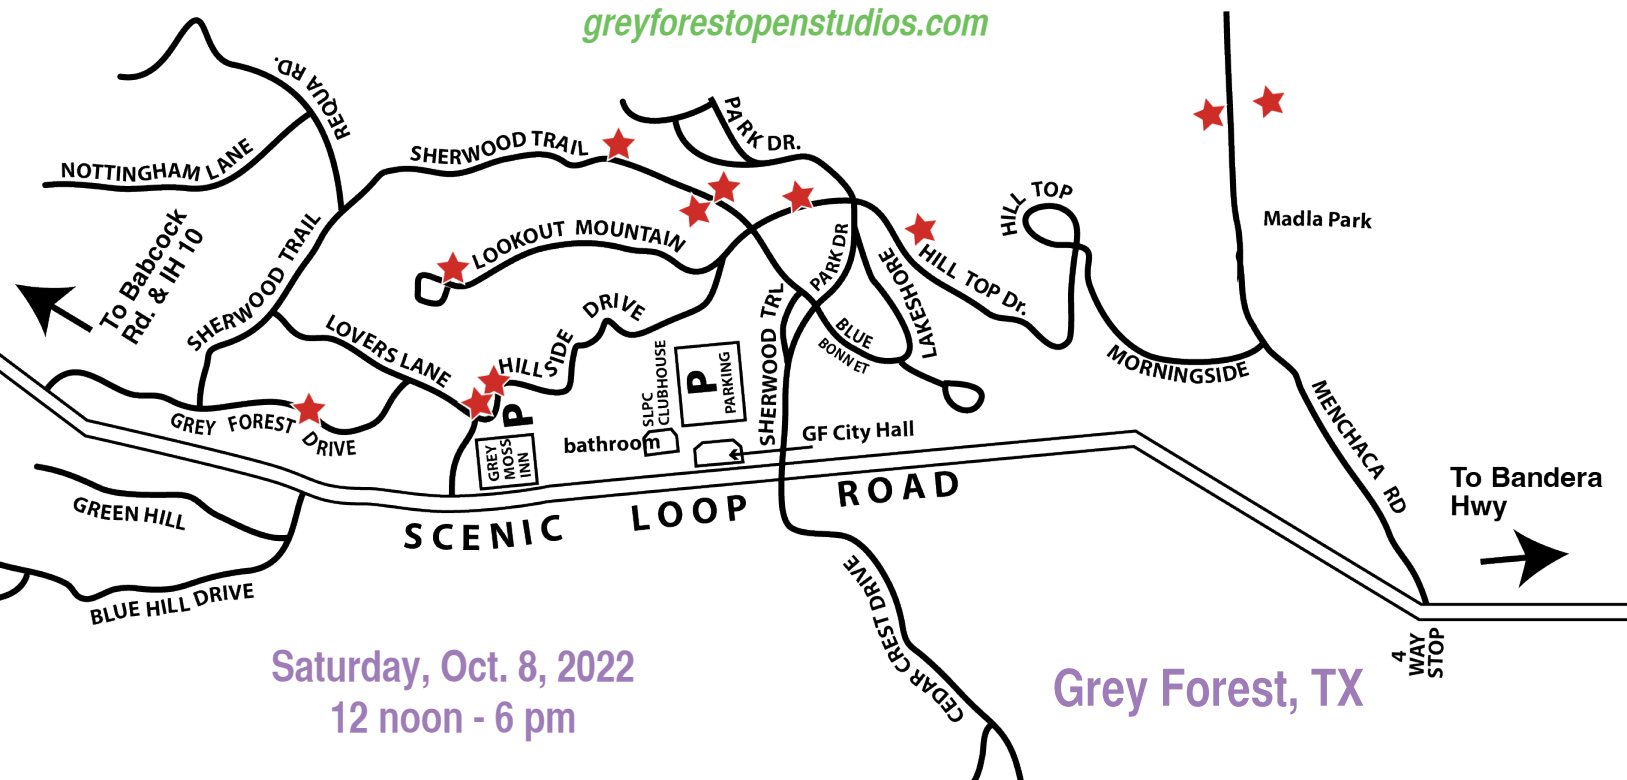 greyforestopenstudios.com
REQUA RD.
NOTTINGHAM LANE
SHERWOOD TRAIL
PARK DR.
HILL TOP
Madla Park
To Babcock
Rd. & IH 10
SHERWOOD TRAIL
LOOKOUT MOUNTAIN
PARK DR
LAKESHORE
HILL TOP Dr.
LOVERS LANE
HILLSIDE DRIVE
SHERWOOD TRL
BLUE
BONNET
MORNINGSIDE
MENCHACA RD
GREY FOREST DRIVE
P
GREY
MOSS
INN
SLPC
CLUBHOUSE
P
PARKING
bathroom
GF City Hall
SCENIC LOOP ROAD
To Bandera
Hwy
GREEN HILL
BLUE HILL DRIVE
CEDAR CREST DRIVE
4
WAY
STOP
Saturday, Oct. 8, 2022
12 noon - 6 pm
Grey Forest, TX